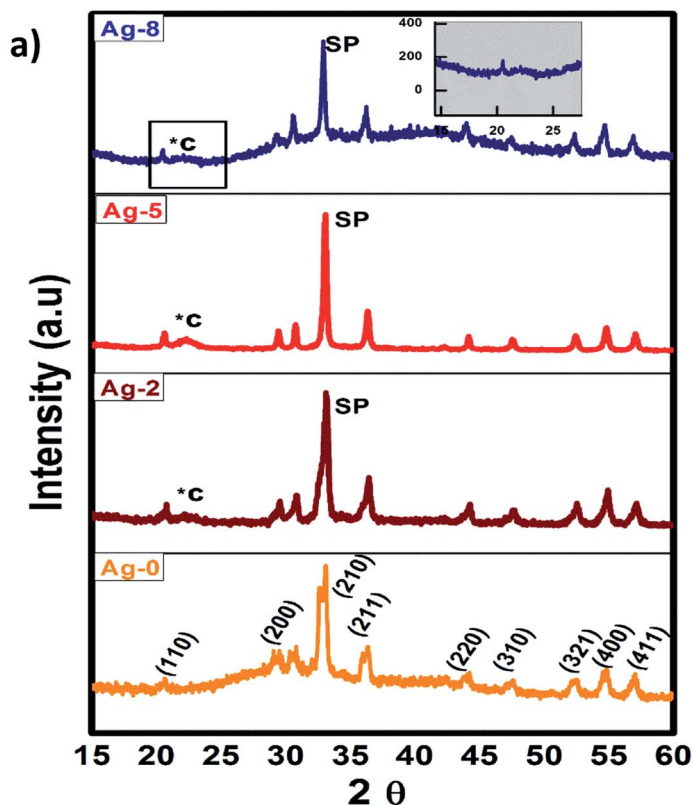 a)
Ag-8
SP
*C
400
200
0
15 20 25
Ag-5
SP
*C
Ag-2
SP
*C
Ag-0
(110)
(200)
(210)
(211)
(220)
(310)
(321)
(400)
(411)
Intensity (a.u)
15 20 25 30 35 40 45 50 55 60
2 θ